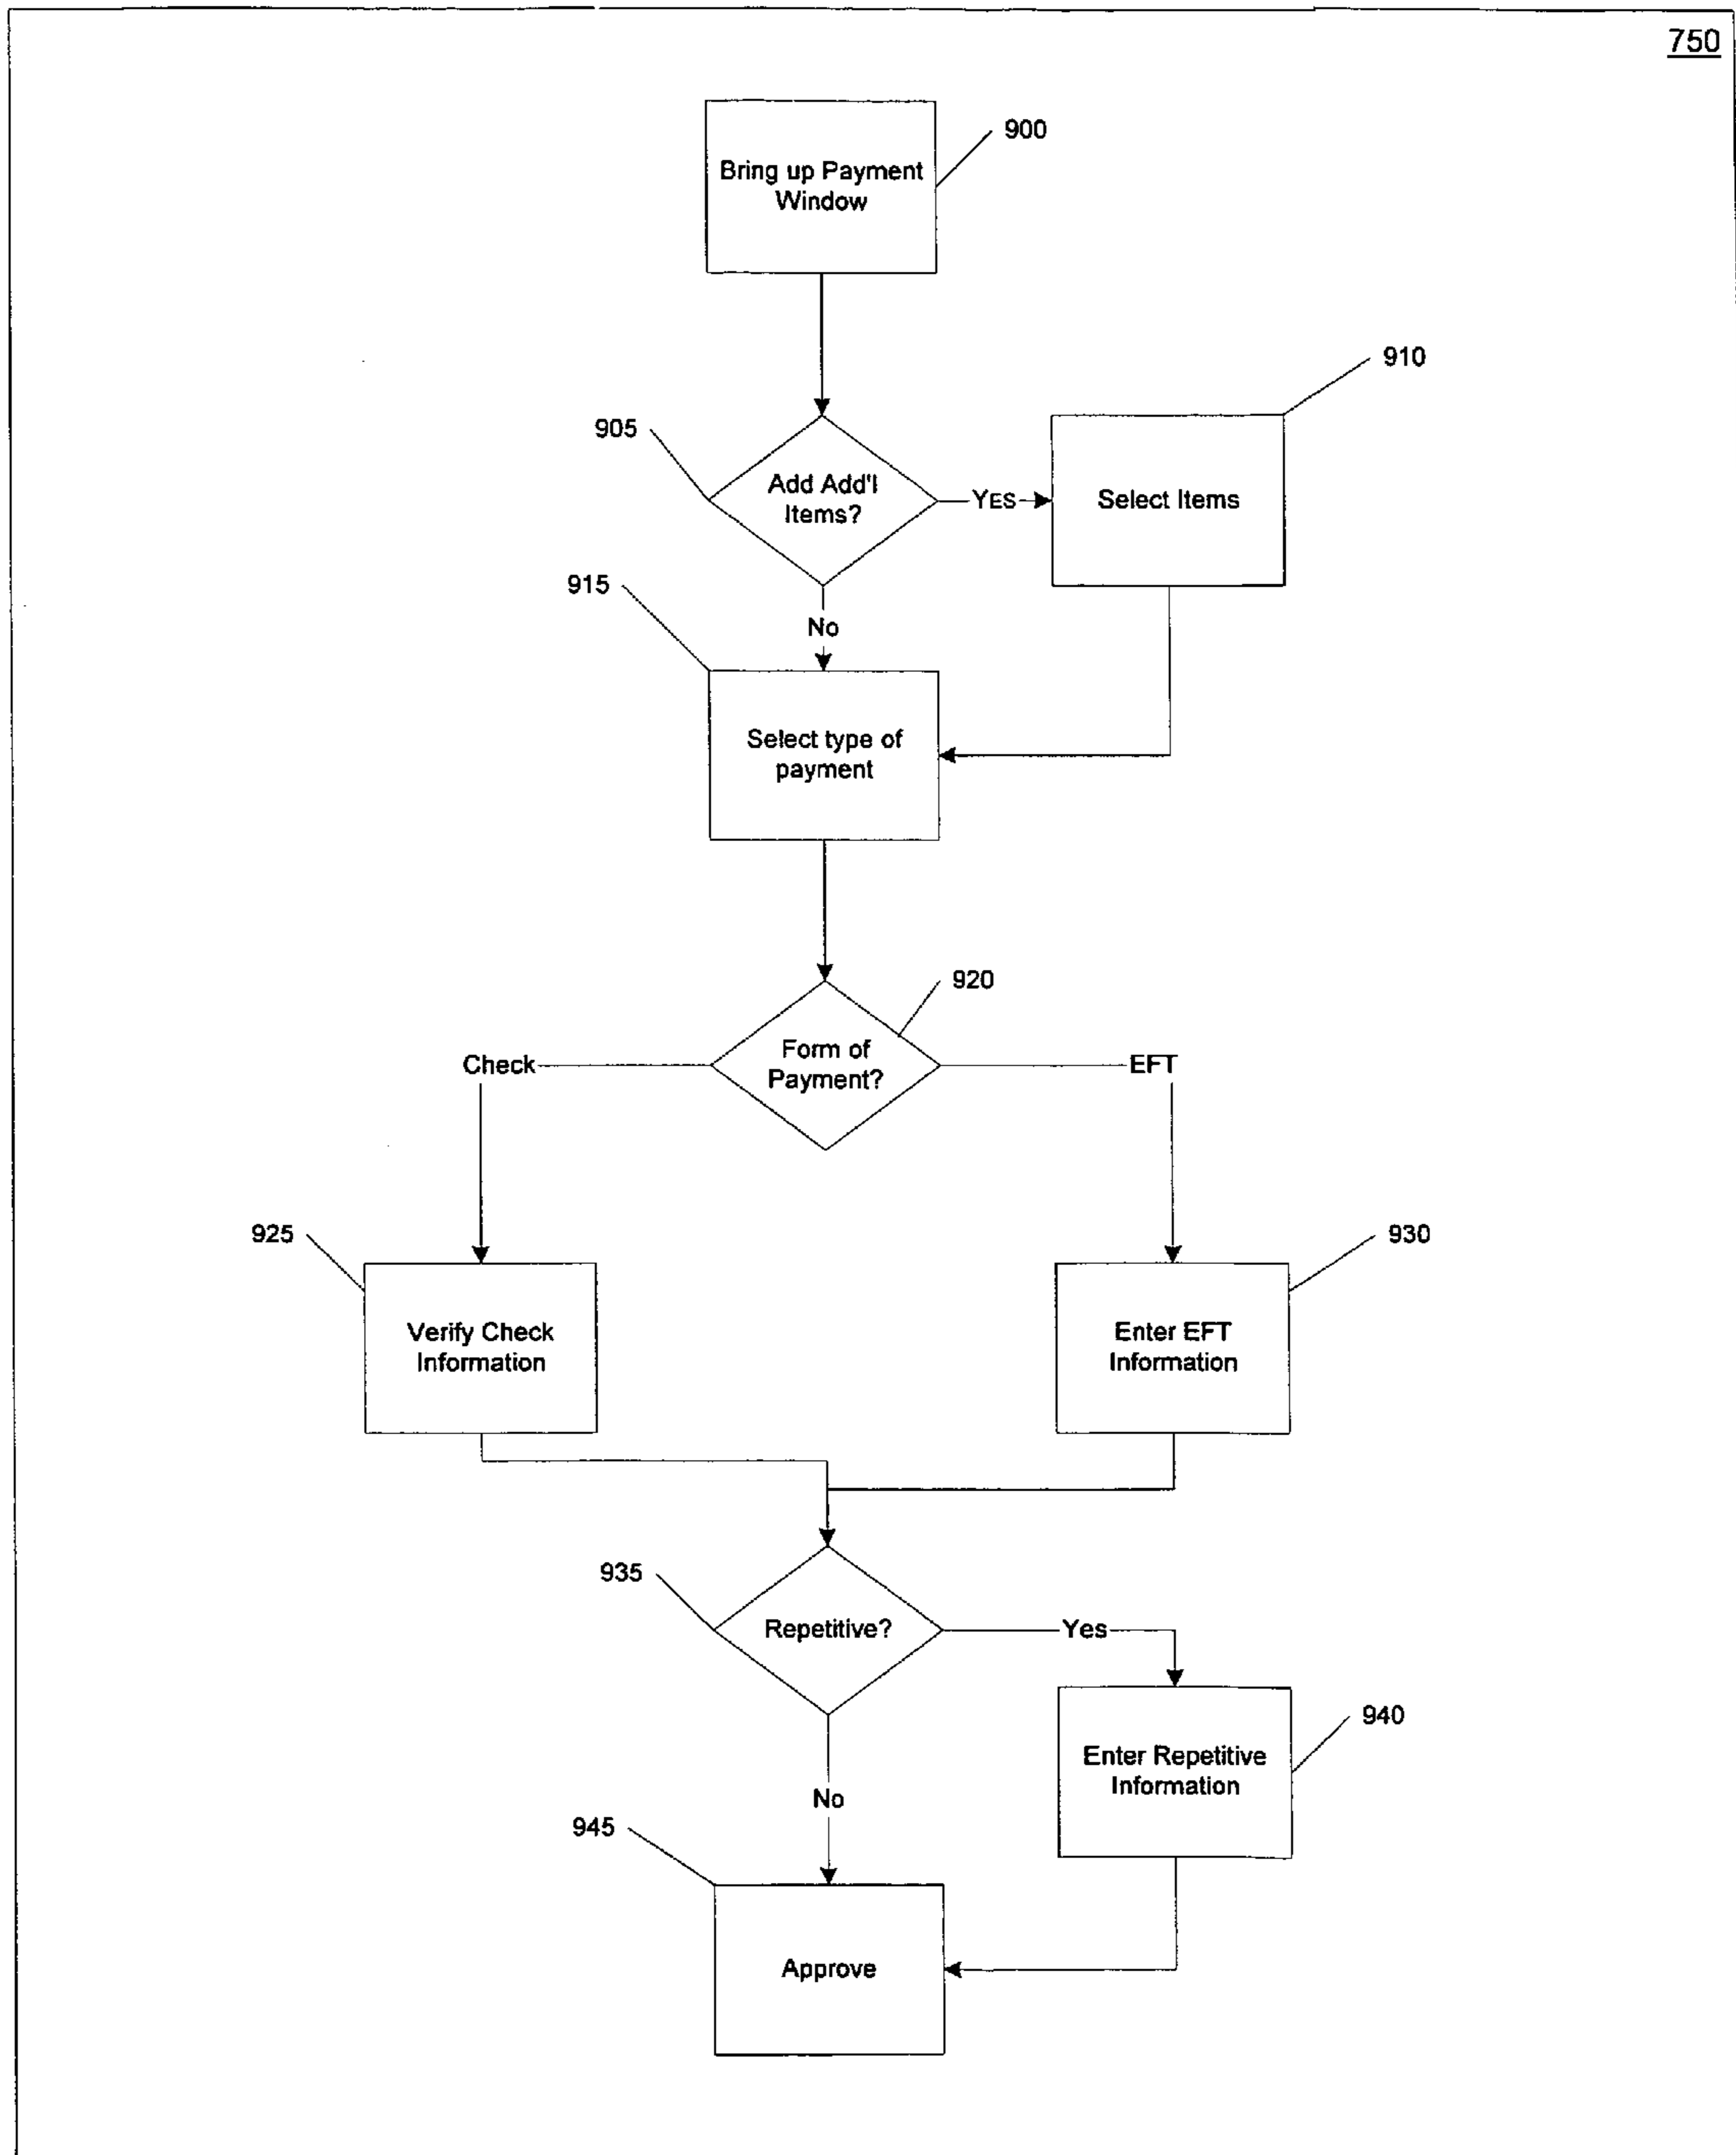 750
900
Bring up Payment
Window
910
905
Add Add'l
Items?
YES
Select Items
915
No
Select type of
payment
920
Form of
Payment?
Check
EFT
925
930
Verify Check
Information
Enter EFT
Information
935
Repetitive?
Yes
940
Enter Repetitive
Information
No
945
Approve